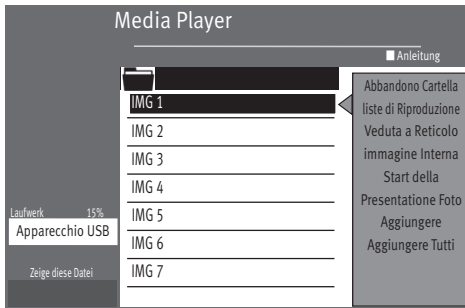 Media Player
Anleitung
IMG 1
IMG 2
IMG 3
IMG 4
IMG 5
IMG 6
IMG 7
Laufwerk 15%
Apparecchio USB
Zeige diese Datei
Abbandono Cartella
liste di Riproduzione
Veduta a Reticolo
immagine Interna
Start della
Presentazione Foto
Aggiungere
Aggiungere Tutti